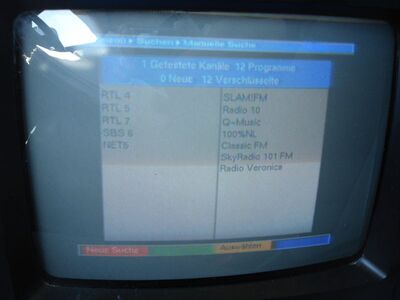 Menü ▸ Suchen ▸ Manuelle Suche
1 Getestete Kanäle 12 Programme
0 Neue 12 Verschlüsselte
RTL 4
RTL 5
RTL 7
SBS 6
NET5
SLAM!FM
Radio 10
Q-Music
100%NL
Classic FM
SkyRadio 101 FM
Radio Veronica
Neue Suche
Auswählen